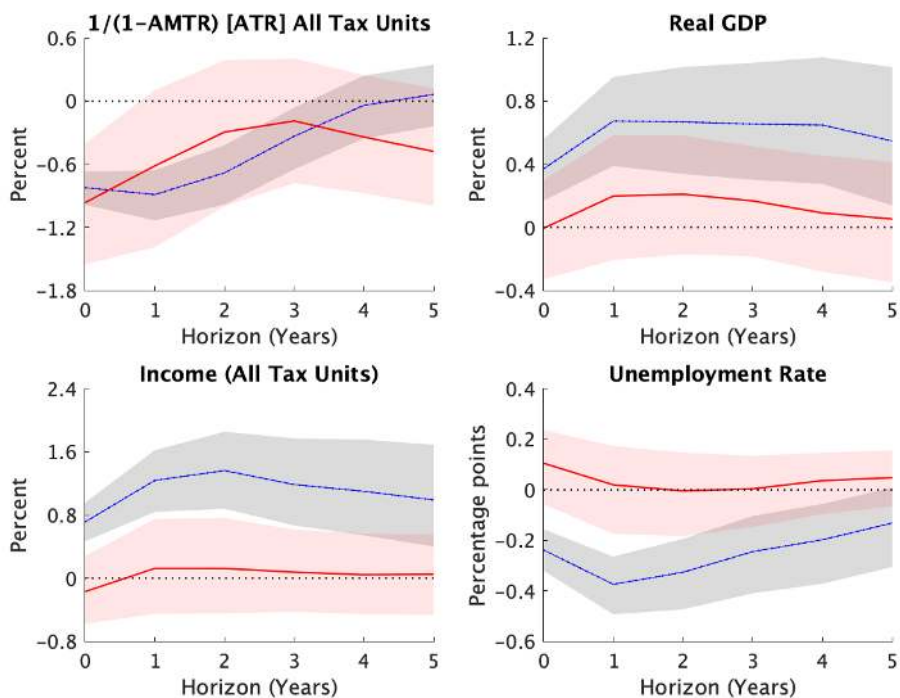 1/(1-AMTR) [ATR] All Tax Units
Percent
0.6
0
-0.6
-1.2
-1.8
0 1 2 3 4 5
Horizon (Years)
Real GDP
Percent
1.2
0.8
0.4
0
-0.4
0 1 2 3 4 5
Horizon (Years)
Income (All Tax Units)
Percent
2.4
1.6
0.8
0
-0.8
0 1 2 3 4 5
Horizon (Years)
Unemployment Rate
Percentage points
0.4
0.2
0
-0.2
-0.4
-0.6
0 1 2 3 4 5
Horizon (Years)